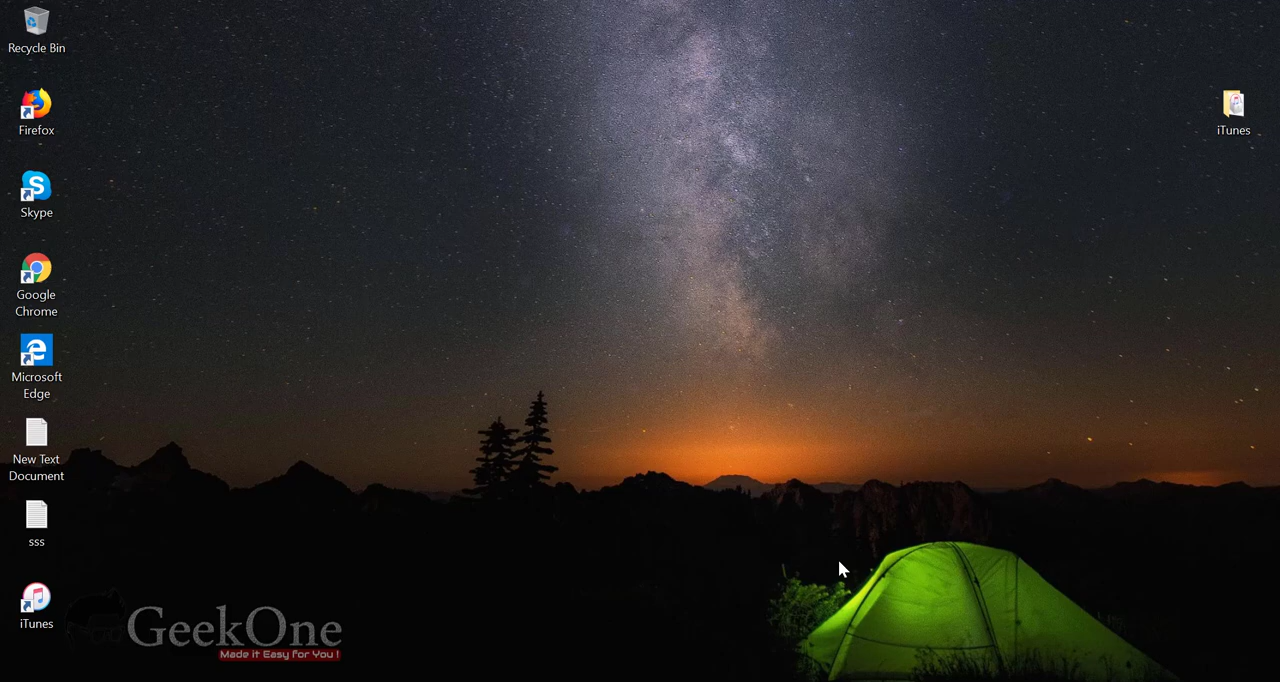 Recycle Bin
Firefox
Skype
Google
Chrome
Microsoft
Edge
New Text
Document
sss
iTunes
iTunes
GeekOne
Made it Easy For You !